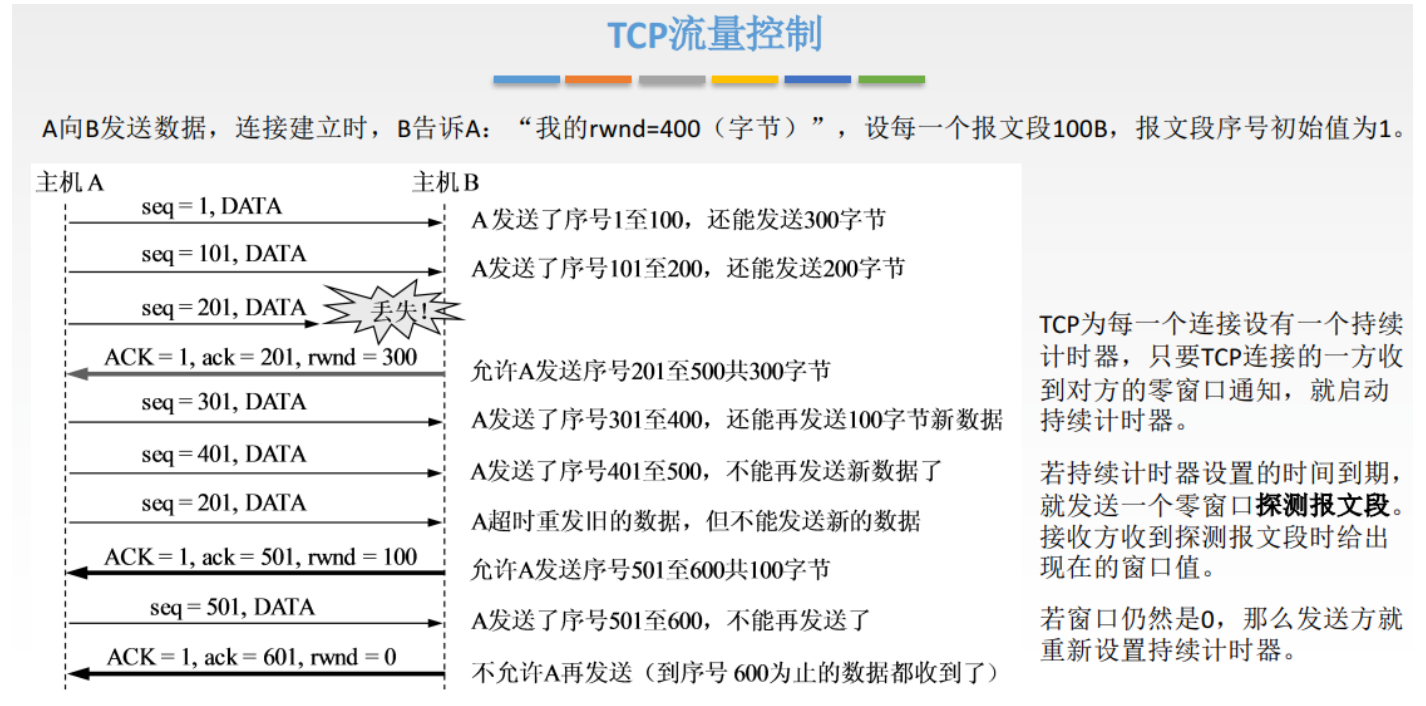 TCP流量控制
A向B发送数据，连接建立时，B告诉A：“我的rwnd=400（字节）”，设每一个报文段100B，报文段序号初始值为1。
主机A 主机B
seq = 1, DATA A发送了序号1至100，还能发送300字节
seq = 101, DATA A发送了序号101至200，还能发送200字节
seq = 201, DATA 丢失!
ACK = 1, ack = 201, rwnd = 300 允许A发送序号201至500共300字节
seq = 301, DATA A发送了序号301至400，还能再发送100字节新数据
seq = 401, DATA A发送了序号401至500，不能再发送新数据了
seq = 201, DATA A超时重发旧的数据，但不能发送新的数据
ACK = 1, ack = 501, rwnd = 100 允许A发送序号501至600共100字节
seq = 501, DATA A发送了序号501至600，不能再发送了
ACK = 1, ack = 601, rwnd = 0 不允许A再发送（到序号 600为止的数据都收到了）
TCP为每一个连接设有一个持续
计时器，只要TCP连接的一方收
到对方的零窗口通知，就启动
持续计时器。
若持续计时器设置的时间到期，
就发送一个零窗口探测报文段。
接收方收到探测报文段时给出
现在的窗口值。
若窗口仍然是0，那么发送方就
重新设置持续计时器。